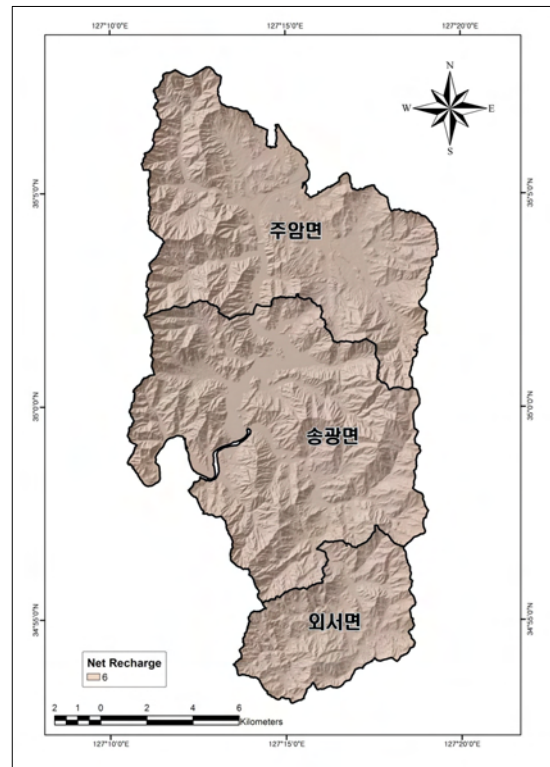 127°10'0"E 127°15'0"E 127°20'0"E
N
W E
S
35°5'0"N 35°5'0"N
주암면
35°0'0"N 35°0'0"N
송광면
34°55'0"N 34°55'0"N
외서면
Net Recharge
6
2 1 0 2 4 6
Kilometers
127°10'0"E 127°15'0"E 127°20'0"E